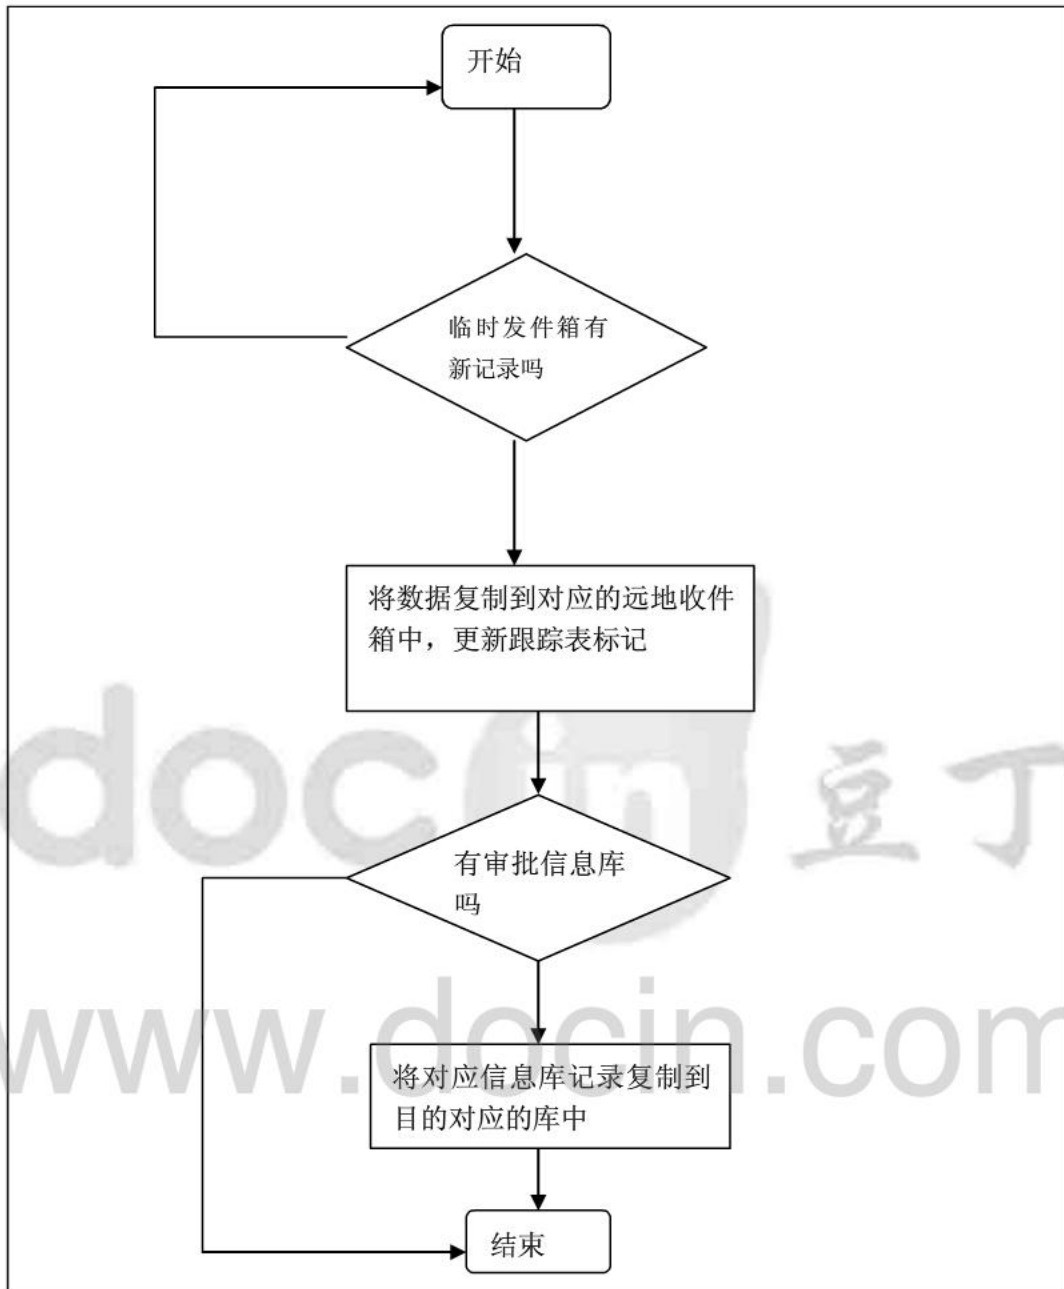 开始
临时发件箱有
新记录吗
将数据复制到对应的远地收件
箱中，更新跟踪表标记
docin 豆丁
有审批信息库
吗
www.docin.com
将对应信息库记录复制到
目的对应的库中
结束